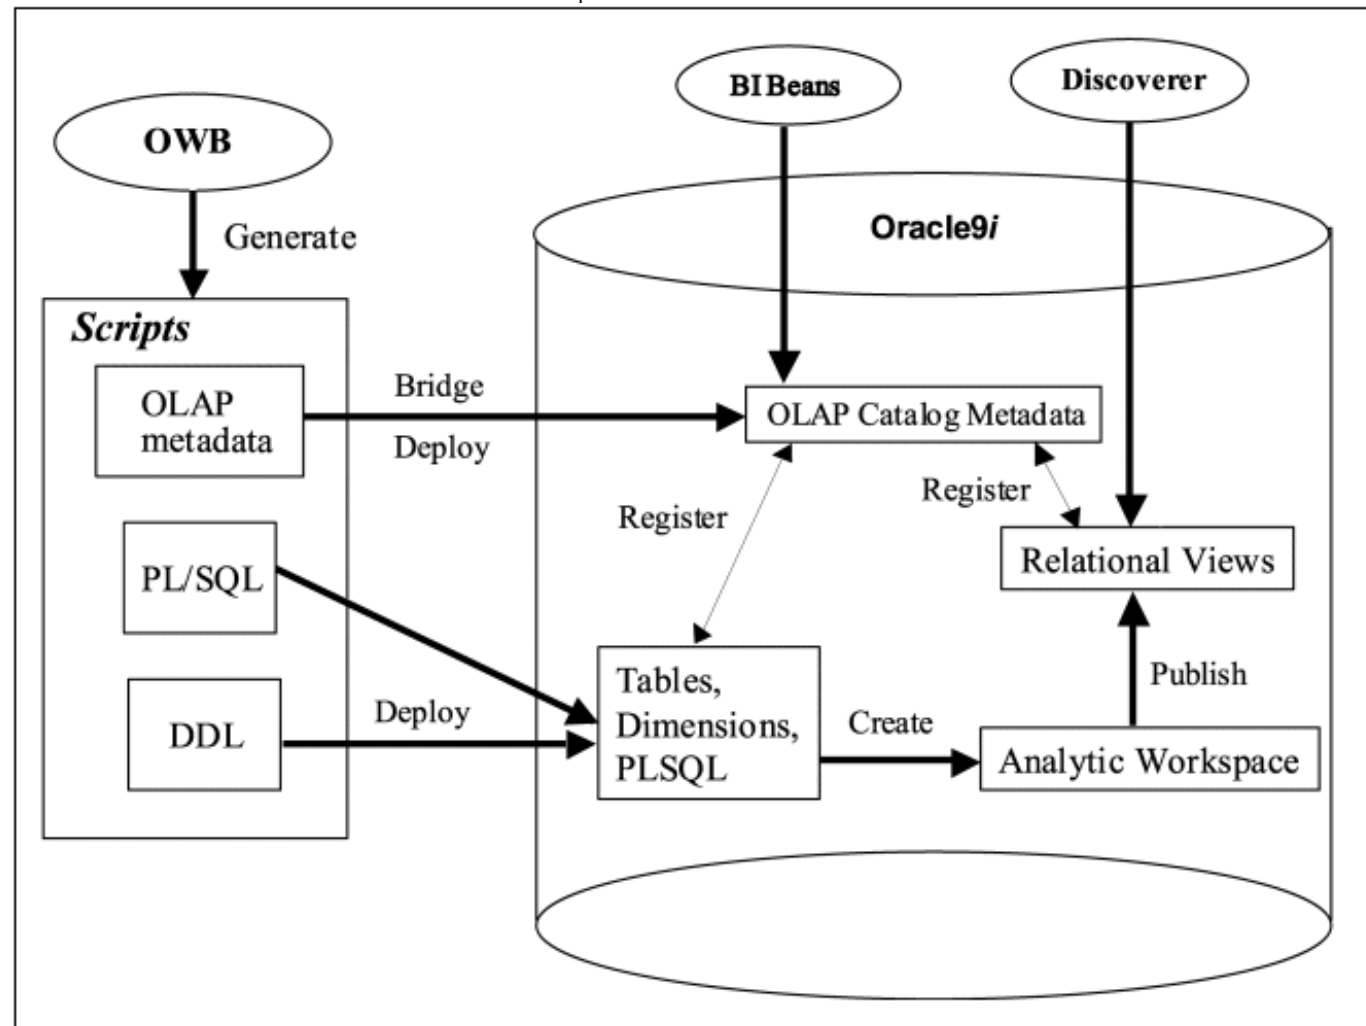 BI Beans
Discoverer
OWB
Generate
Oracle9i
Scripts
OLAP
metadata
Bridge
Deploy
OLAP Catalog Metadata
Register
Register
PL/SQL
Relational Views
Tables,
Dimensions,
PLSQL
DDL
Deploy
Create
Publish
Analytic Workspace